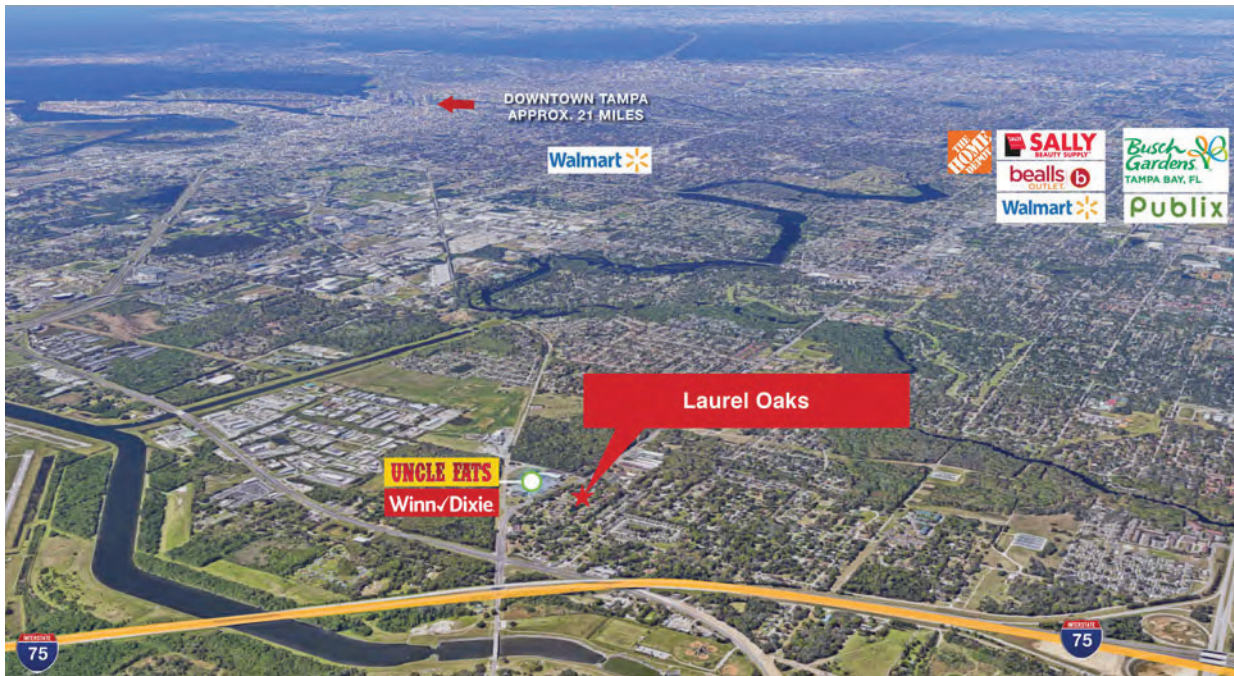 DOWNTOWN TAMPA
APPROX. 21 MILES
Walmart
THE HOME DEPOT
SALLY
BEAUTY SUPPLY
bealls b
OUTLET
Walmart
Busch
Gardens
TAMPA BAY, FL
Publix
Laurel Oaks
UNCLE FATS
Winn✓Dixie
INTERSTATE
75
INTERSTATE
75